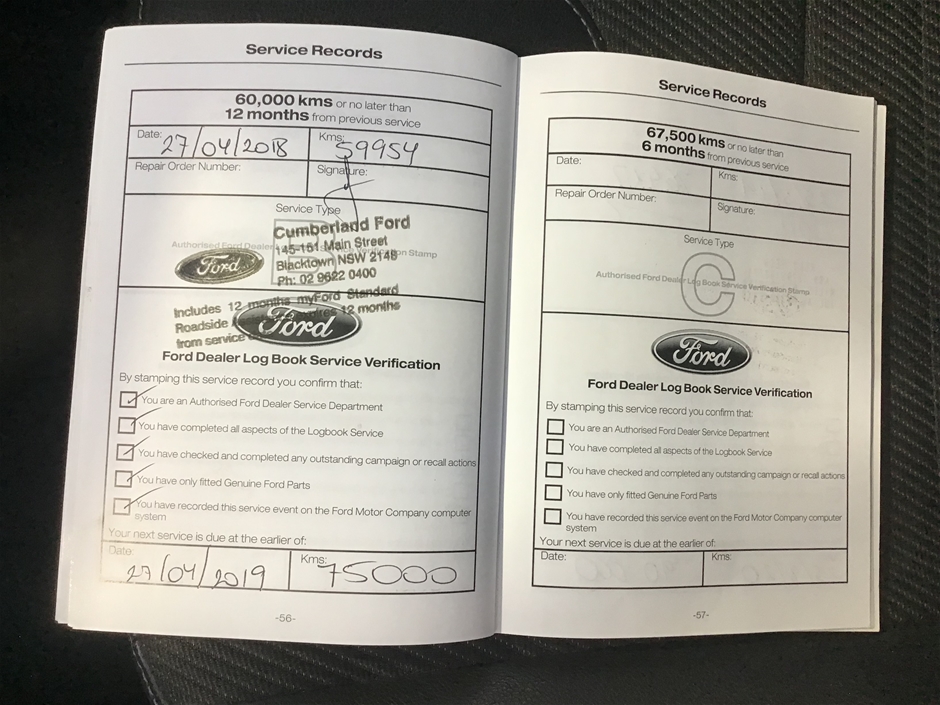 Service Records
60,000 kms or no later than
12 months from previous service
Date: 27/04/2018
Kms: 59954
Repair Order Number:
Signature:
Service Type
B
Authorised Ford Dealer Service Verification Stamp
Cumberland Ford
145-151 Main Street
Blacktown NSW 2148
Ph: 02 9622 0400
Ford
Includes 12 months myFord Standard
Roadside 12 months
from service
Ford
Ford Dealer Log Book Service Verification
By stamping this service record you confirm that:
You are an Authorised Ford Dealer Service Department
You have completed all aspects of the Logbook Service
You have checked and completed any outstanding campaign or recall actions
You have only fitted Genuine Ford Parts
You have recorded this service event on the Ford Motor Company computer
system
Your next service is due at the earlier of:
Date: 27/04/2019
Kms: 75000
-56-
Service Records
67,500 kms or no later than
6 months from previous service
Date:
Kms:
Repair Order Number:
Signature:
Service Type
C
Authorised Ford Dealer Log Book Service Verification Stamp
Ford
Ford Dealer Log Book Service Verification
By stamping this service record you confirm that:
You are an Authorised Ford Dealer Service Department
You have completed all aspects of the Logbook Service
You have checked and completed any outstanding campaign or recall actions
You have only fitted Genuine Ford Parts
You have recorded this service event on the Ford Motor Company computer
system
Your next service is due at the earlier of:
Date:
Kms:
-57-